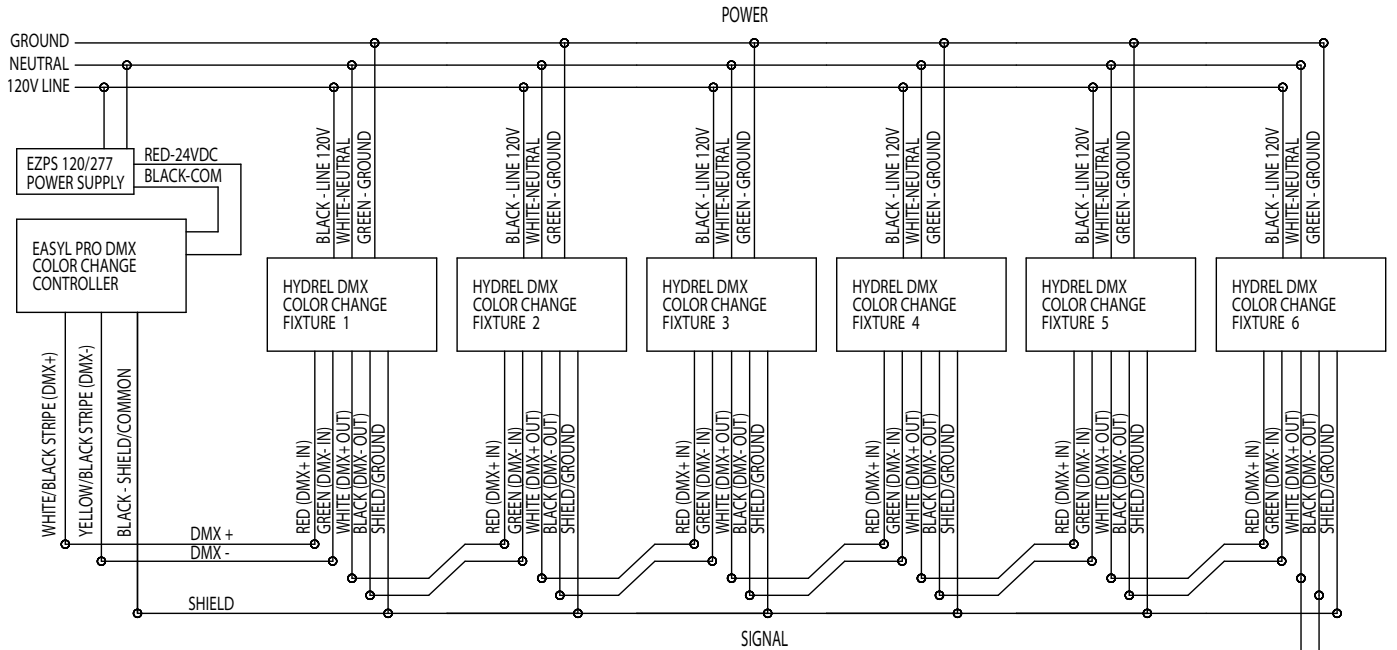 POWER
GROUND
NEUTRAL
120V LINE
EZPS 120/277
POWER SUPPLY
RED-24VDC
BLACK-COM
EASYL PRO DMX
COLOR CHANGE
CONTROLLER
BLACK - LINE 120V
WHITE-NEUTRAL
GREEN - GROUND
BLACK - LINE 120V
WHITE-NEUTRAL
GREEN - GROUND
BLACK - LINE 120V
WHITE-NEUTRAL
GREEN - GROUND
BLACK - LINE 120V
WHITE-NEUTRAL
GREEN - GROUND
BLACK - LINE 120V
WHITE-NEUTRAL
GREEN - GROUND
BLACK - LINE 120V
WHITE-NEUTRAL
GREEN - GROUND
HYDREL DMX
COLOR CHANGE
FIXTURE 1
HYDREL DMX
COLOR CHANGE
FIXTURE 2
HYDREL DMX
COLOR CHANGE
FIXTURE 3
HYDREL DMX
COLOR CHANGE
FIXTURE 4
HYDREL DMX
COLOR CHANGE
FIXTURE 5
HYDREL DMX
COLOR CHANGE
FIXTURE 6
WHITE/BLACK STRIPE (DMX+)
YELLOW/BLACK STRIPE (DMX-)
BLACK - SHIELD/COMMON
RED (DMX+ IN)
GREEN (DMX- IN)
WHITE (DMX+ OUT)
BLACK (DMX- OUT)
SHIELD/GROUND
RED (DMX+ IN)
GREEN (DMX- IN)
WHITE (DMX+ OUT)
BLACK (DMX- OUT)
SHIELD/GROUND
RED (DMX+ IN)
GREEN (DMX- IN)
WHITE (DMX+ OUT)
BLACK (DMX- OUT)
SHIELD/GROUND
RED (DMX+ IN)
GREEN (DMX- IN)
WHITE (DMX+ OUT)
BLACK (DMX- OUT)
SHIELD/GROUND
RED (DMX+ IN)
GREEN (DMX- IN)
WHITE (DMX+ OUT)
BLACK (DMX- OUT)
SHIELD/GROUND
RED (DMX+ IN)
GREEN (DMX- IN)
WHITE (DMX+ OUT)
BLACK (DMX- OUT)
SHIELD/GROUND
DMX +
DMX -
SHIELD
SIGNAL